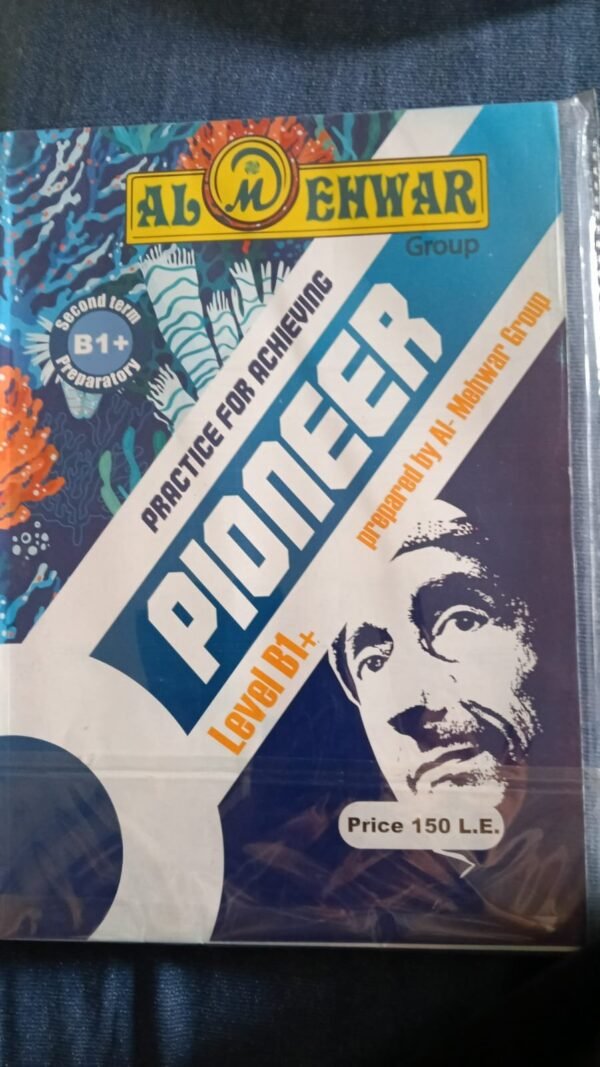 AL M EHWAR
Group
Second term
B1+
Preparatory
PRACTICE FOR ACHIEVING
PIONEER
prepared by Al- Mehwar Group
Level B1+
Price 150 L.E.